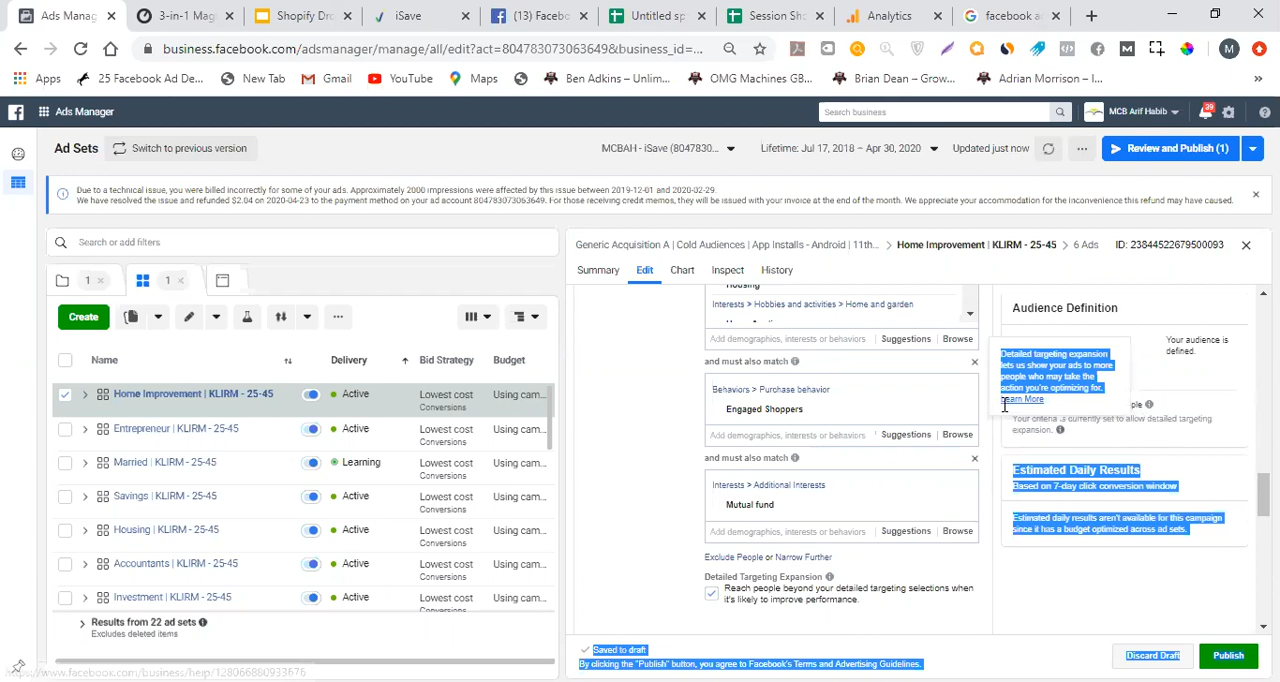 Ads Manag
3-in-1 Mag
Shopify Dro
iSave
(13) Facebo
Untitled sp
Session Sho
Analytics
facebook a
business.facebook.com/adsmanager/manage/all/edit?act=804783073063649&business_id=...
Apps
25 Facebook Ad De...
New Tab
Gmail
YouTube
Maps
Ben Adkins – Unlim...
OMG Machines GB...
Brian Dean – Grow...
Adrian Morrison – I...
Ads Manager
Search business
MCB Arif Habib
39
Ad Sets
Switch to previous version
MCBAH - iSave (8047830...
Lifetime: Jul 17, 2018 – Apr 30, 2020
Updated just now
Review and Publish (1)
Due to a technical issue, you were billed incorrectly for some of your ads. Approximately 2000 impressions were affected by this issue between 2019-12-01 and 2020-02-29.
We have resolved the issue and refunded $2.04 on 2020-04-23 to the payment method on your ad account 804783073063649. For those receiving credit memos, they will be issued with your invoice at the end of the month. We appreciate your accommodation for the inconvenience this refund may have caused.
Search or add filters
1
1
Create
Name
Delivery
Bid Strategy
Budget
Home Improvement | KLIRM - 25-45
Active
Lowest cost
Conversions
Using cam...
Entrepreneur | KLIRM - 25-45
Active
Lowest cost
Conversions
Using cam...
Married | KLIRM - 25-45
Learning
Lowest cost
Conversions
Using cam...
Savings | KLIRM - 25-45
Active
Lowest cost
Conversions
Using cam...
Housing | KLIRM - 25-45
Active
Lowest cost
Conversions
Using cam...
Accountants | KLIRM - 25-45
Active
Lowest cost
Conversions
Using cam...
Investment | KLIRM - 25-45
Active
Lowest cost
Conversions
Using cam...
Results from 22 ad sets
Excludes deleted items
https://www.facebook.com/business/help/128066880933676
Generic Acquisition A | Cold Audiences | App Installs - Android | 11th...
Home Improvement | KLIRM - 25-45
6 Ads
ID: 23844522679500093
Summary
Edit
Chart
Inspect
History
Housing
Interests > Hobbies and activities > Home and garden
Add demographics, interests or behaviors
Suggestions
Browse
and must also match
Behaviors > Purchase behavior
Engaged Shoppers
Add demographics, interests or behaviors
Suggestions
Browse
and must also match
Interests > Additional Interests
Mutual fund
Add demographics, interests or behaviors
Suggestions
Browse
Exclude People or Narrow Further
Detailed Targeting Expansion
Reach people beyond your detailed targeting selections when
it's likely to improve performance.
Audience Definition
Your audience is
defined.
Detailed targeting expansion
lets us show your ads to more
people who may take the
action you're optimizing for.
Learn More
Your criteria is currently set to allow detailed targeting
expansion.
Estimated Daily Results
Based on 7-day click conversion window
Estimated daily results aren't available for this campaign
since it has a budget optimized across ad sets.
Saved to draft
By clicking the "Publish" button, you agree to Facebook's Terms and Advertising Guidelines.
Discard Draft
Publish